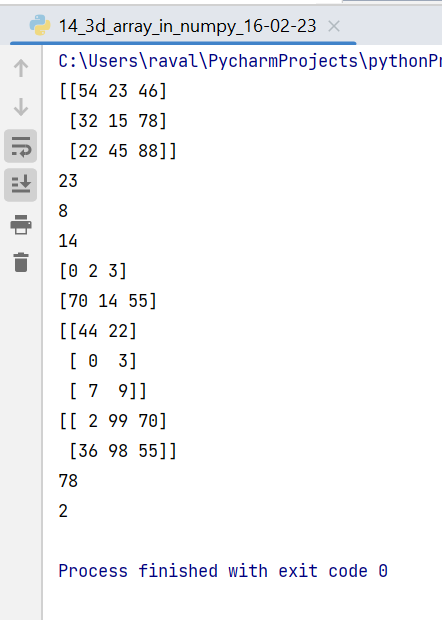 14_3d_array_in_numpy_16-02-23
C:\Users\raval\PycharmProjects\pythonPr
[[54 23 46]
 [32 15 78]
 [22 45 88]]
23
8
14
[0 2 3]
[70 14 55]
[[44 22]
 [ 0  3]
 [ 7  9]]
[[ 2 99 70]
 [36 98 55]]
78
2
Process finished with exit code 0